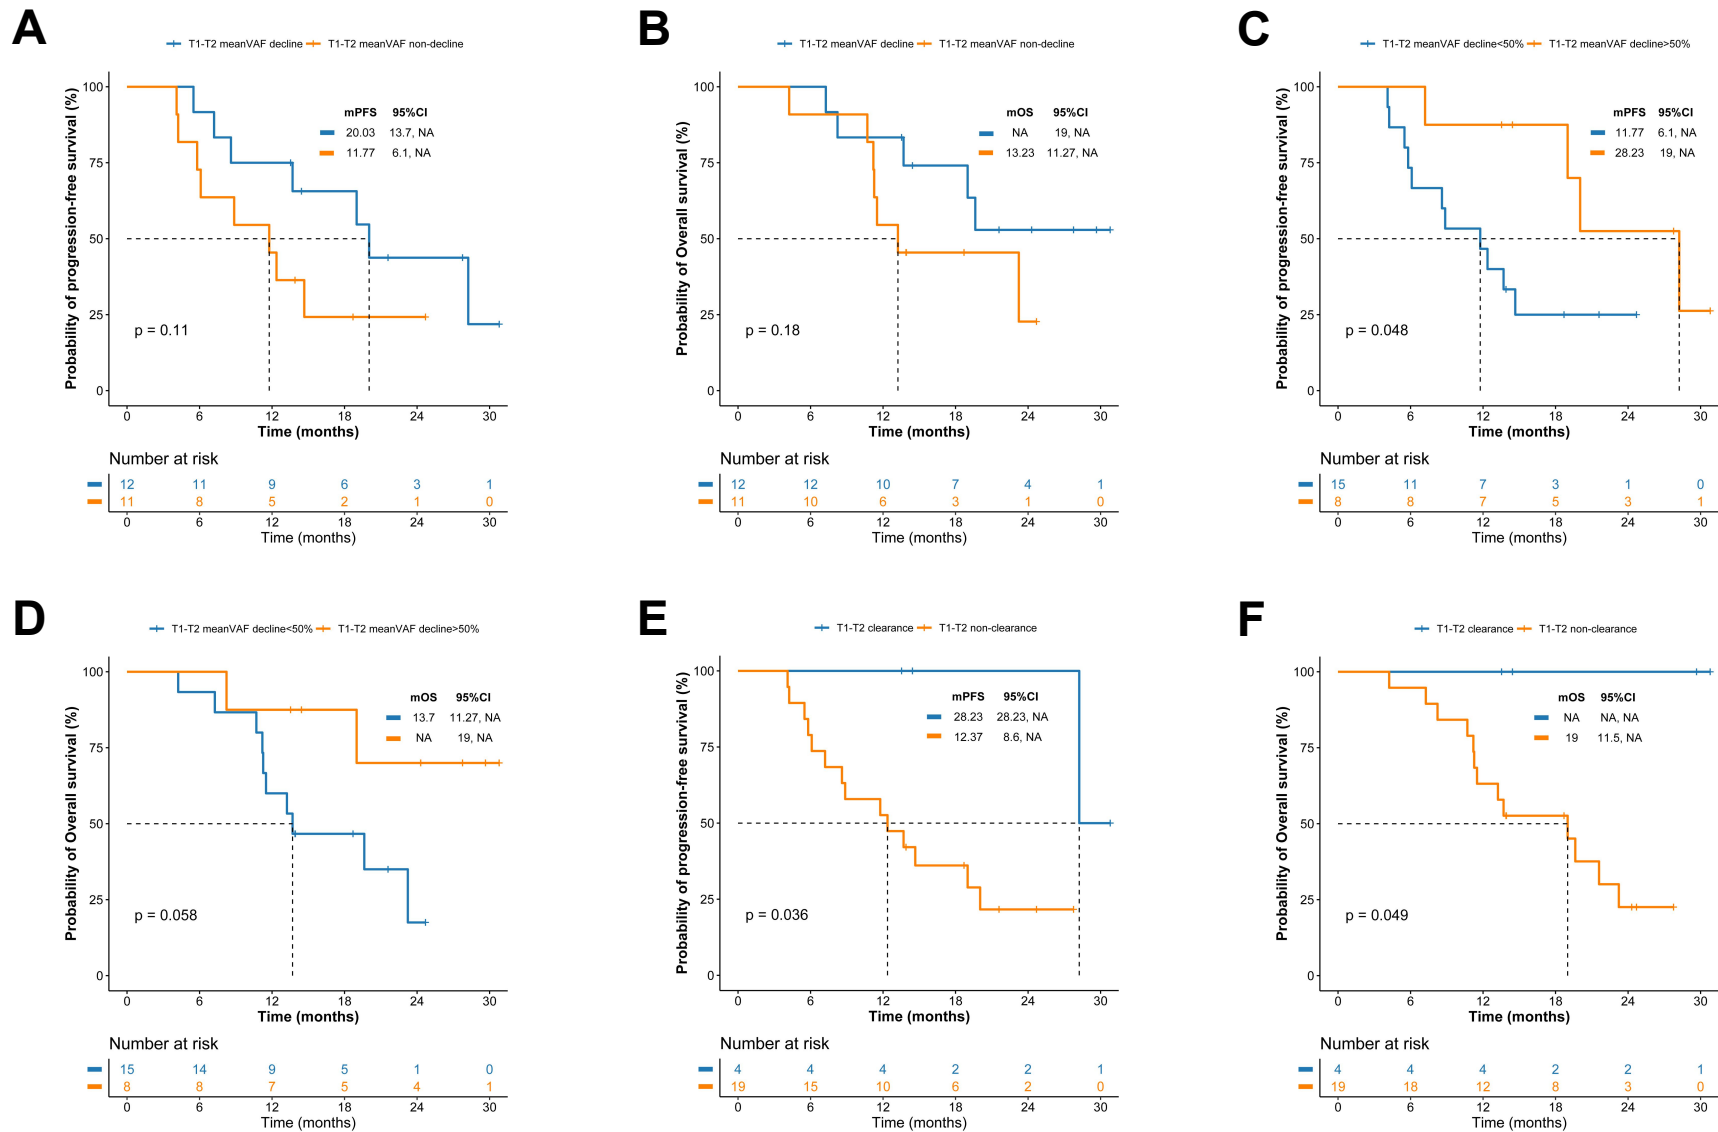 A
T1-T2 meanVAF decline T1-T2 meanVAF non-decline
Probability of progression-free survival (%)
100
75
50
25
0
mPFS 95%CI
20.03 13.7, NA
11.77 6.1, NA
p = 0.11
0 6 12 18 24 30
Time (months)
Number at risk
12 11 9 6 3 1
11 8 5 2 1 0
0 6 12 18 24 30
Time (months)
B
T1-T2 meanVAF decline T1-T2 meanVAF non-decline
Probability of Overall survival (%)
100
75
50
25
0
mOS 95%CI
NA 19, NA
13.23 11.27, NA
p = 0.18
0 6 12 18 24 30
Time (months)
Number at risk
12 12 10 7 4 1
11 10 6 3 1 0
0 6 12 18 24 30
Time (months)
C
T1-T2 meanVAF decline<50% T1-T2 meanVAF decline>50%
Probability of progression-free survival (%)
100
75
50
25
0
mPFS 95%CI
11.77 6.1, NA
28.23 19, NA
p = 0.048
0 6 12 18 24 30
Time (months)
Number at risk
15 11 7 3 1 0
8 8 7 5 3 1
0 6 12 18 24 30
Time (months)
D
T1-T2 meanVAF decline<50% T1-T2 meanVAF decline>50%
Probability of Overall survival (%)
100
75
50
25
0
mOS 95%CI
13.7 11.27, NA
NA 19, NA
p = 0.058
0 6 12 18 24 30
Time (months)
Number at risk
15 14 9 5 1 0
8 8 7 5 4 1
0 6 12 18 24 30
Time (months)
E
T1-T2 clearance T1-T2 non-clearance
Probability of progression-free survival (%)
100
75
50
25
0
mPFS 95%CI
28.23 28.23, NA
12.37 8.6, NA
p = 0.036
0 6 12 18 24 30
Time (months)
Number at risk
4 4 4 2 2 1
19 15 10 6 2 0
0 6 12 18 24 30
Time (months)
F
T1-T2 clearance T1-T2 non-clearance
Probability of Overall survival (%)
100
75
50
25
0
mOS 95%CI
NA NA, NA
19 11.5, NA
p = 0.049
0 6 12 18 24 30
Time (months)
Number at risk
4 4 4 2 2 1
19 18 12 8 3 0
0 6 12 18 24 30
Time (months)